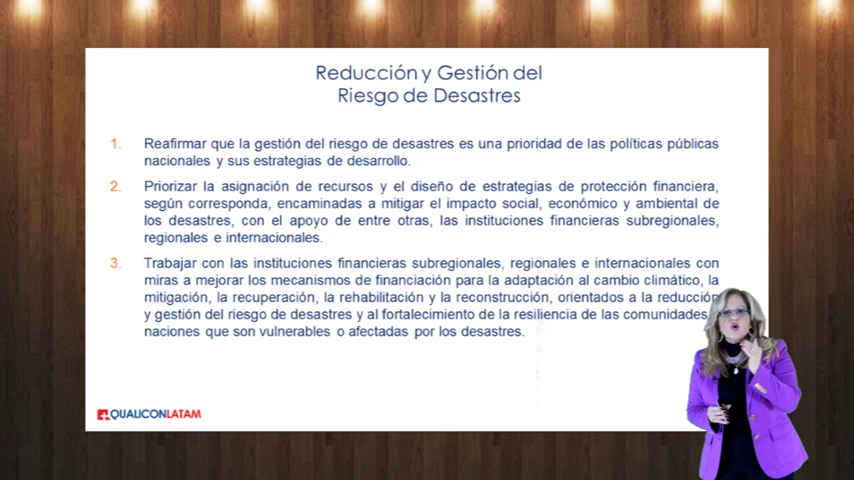 Reducción y Gestión del
Riesgo de Desastres
1. Reafirmar que la gestión del riesgo de desastres es una prioridad de las políticas públicas
nacionales y sus estrategias de desarrollo.
2. Priorizar la asignación de recursos y el diseño de estrategias de protección financiera,
según corresponda, encaminadas a mitigar el impacto social, económico y ambiental de
los desastres, con el apoyo de entre otras, las instituciones financieras subregionales,
regionales e internacionales.
3. Trabajar con las instituciones financieras subregionales, regionales e internacionales con
miras a mejorar los mecanismos de financiación para la adaptación al cambio climático, la
mitigación, la recuperación, la rehabilitación y la reconstrucción, orientados a la reducción
y gestión del riesgo de desastres y al fortalecimiento de la resiliencia de las comunidades
naciones que son vulnerables o afectadas por los desastres.
QUALICONLATAM